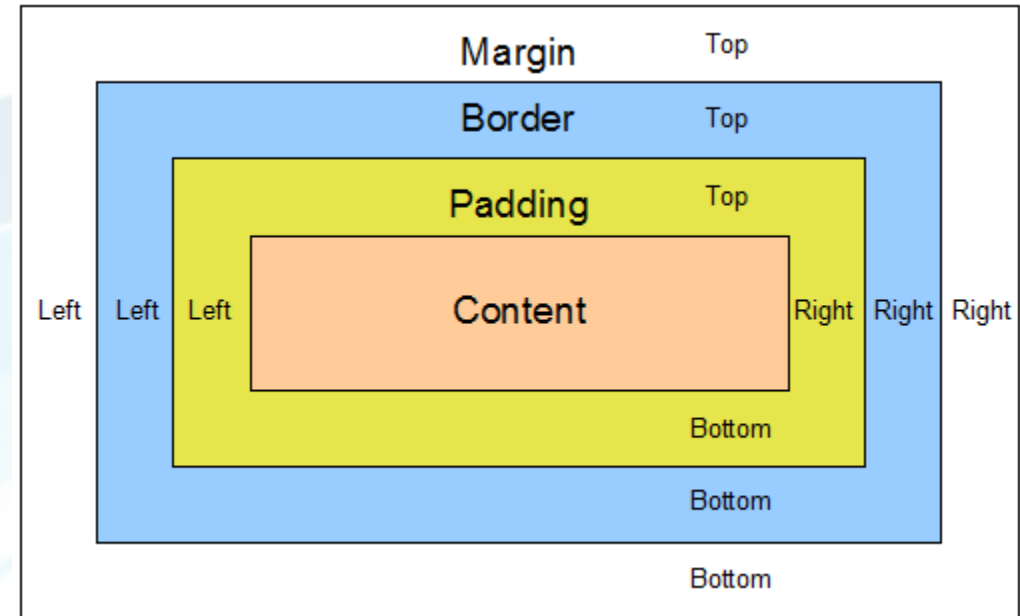 Margin Top
Border Top
Padding Top
Left Left Left Content Right Right Right
Bottom
Bottom
Bottom